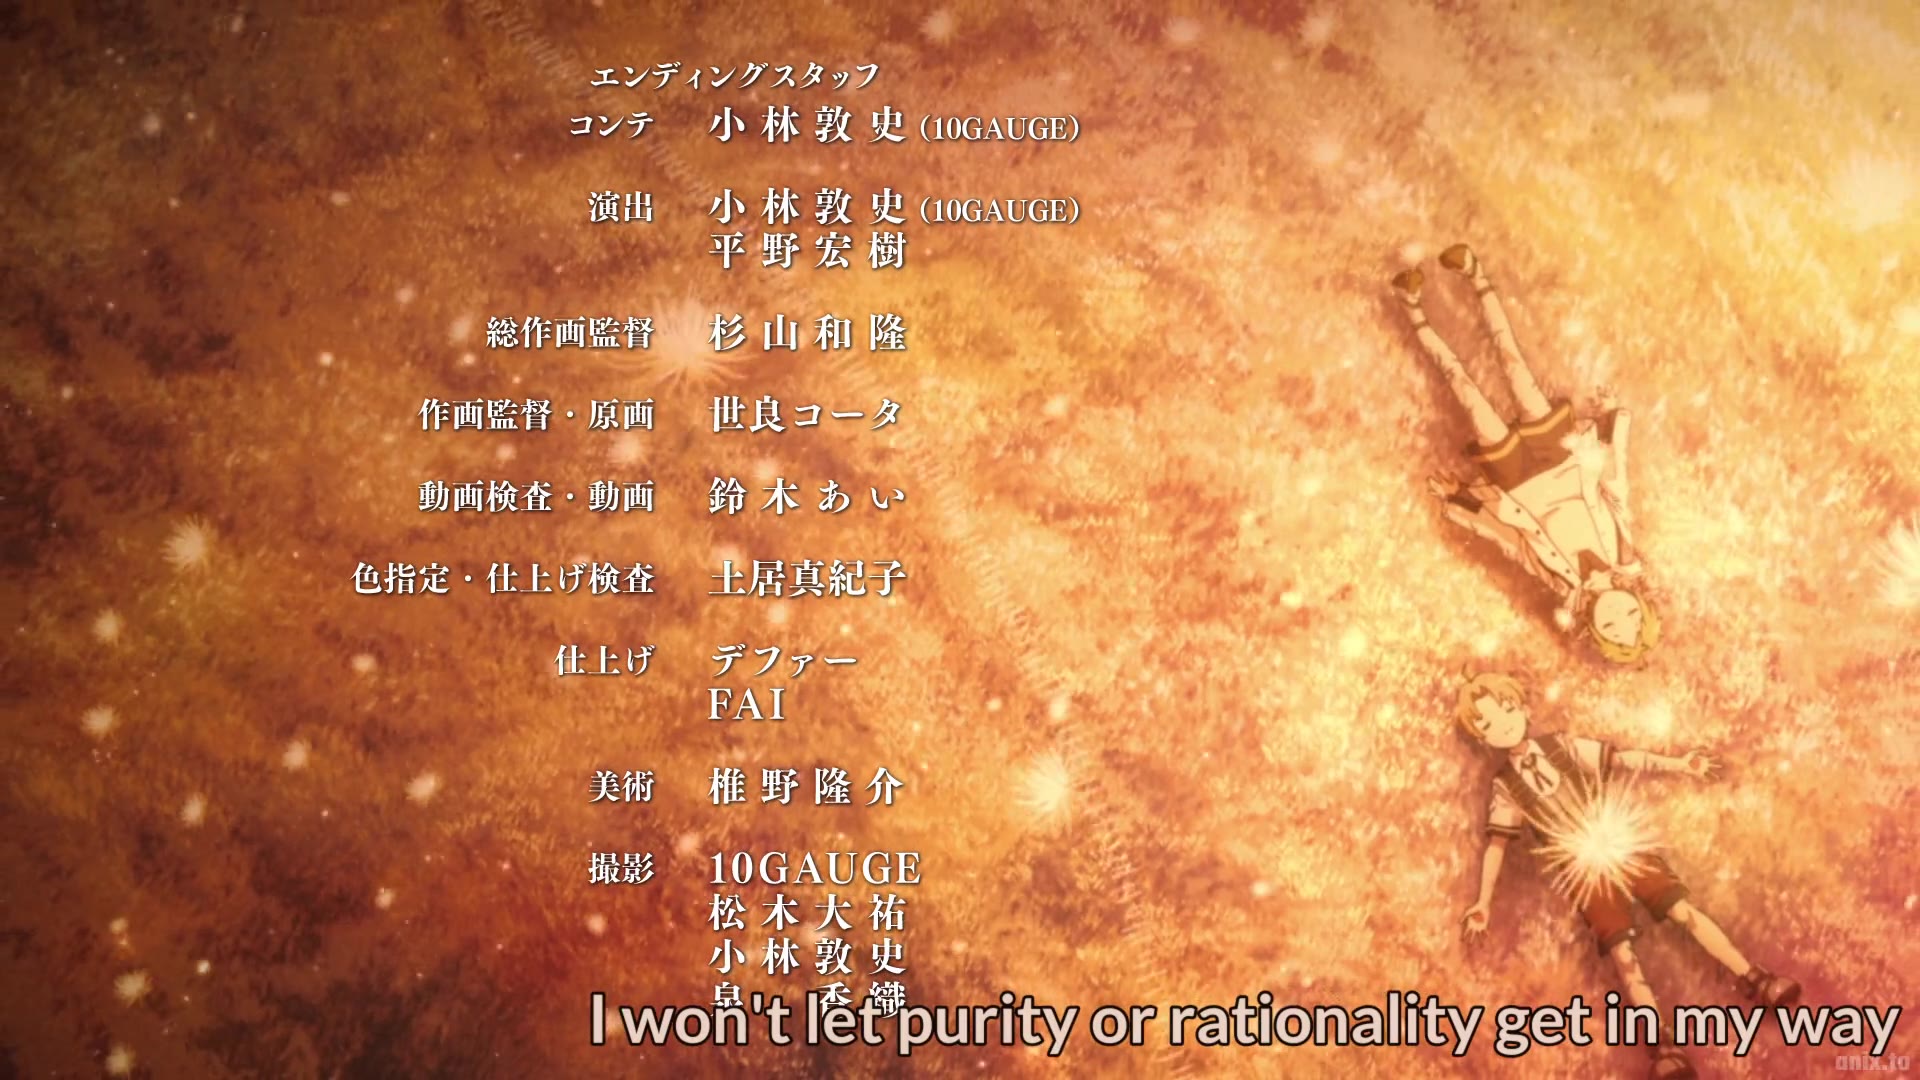 エンディングスタッフ
コンテ 小林敦史(10GAUGE)
演出 小林敦史(10GAUGE)
平野宏樹
総作画監督 杉山和隆
作画監督・原画 世良コータ
動画検査・動画 鈴木あい
色指定・仕上げ検査 土居真紀子
仕上げ デファー
FAI
美術 椎野隆介
撮影 10GAUGE
松木大祐
小林敦史
泉香織
I won't let purity or rationality get in my way
anix.to